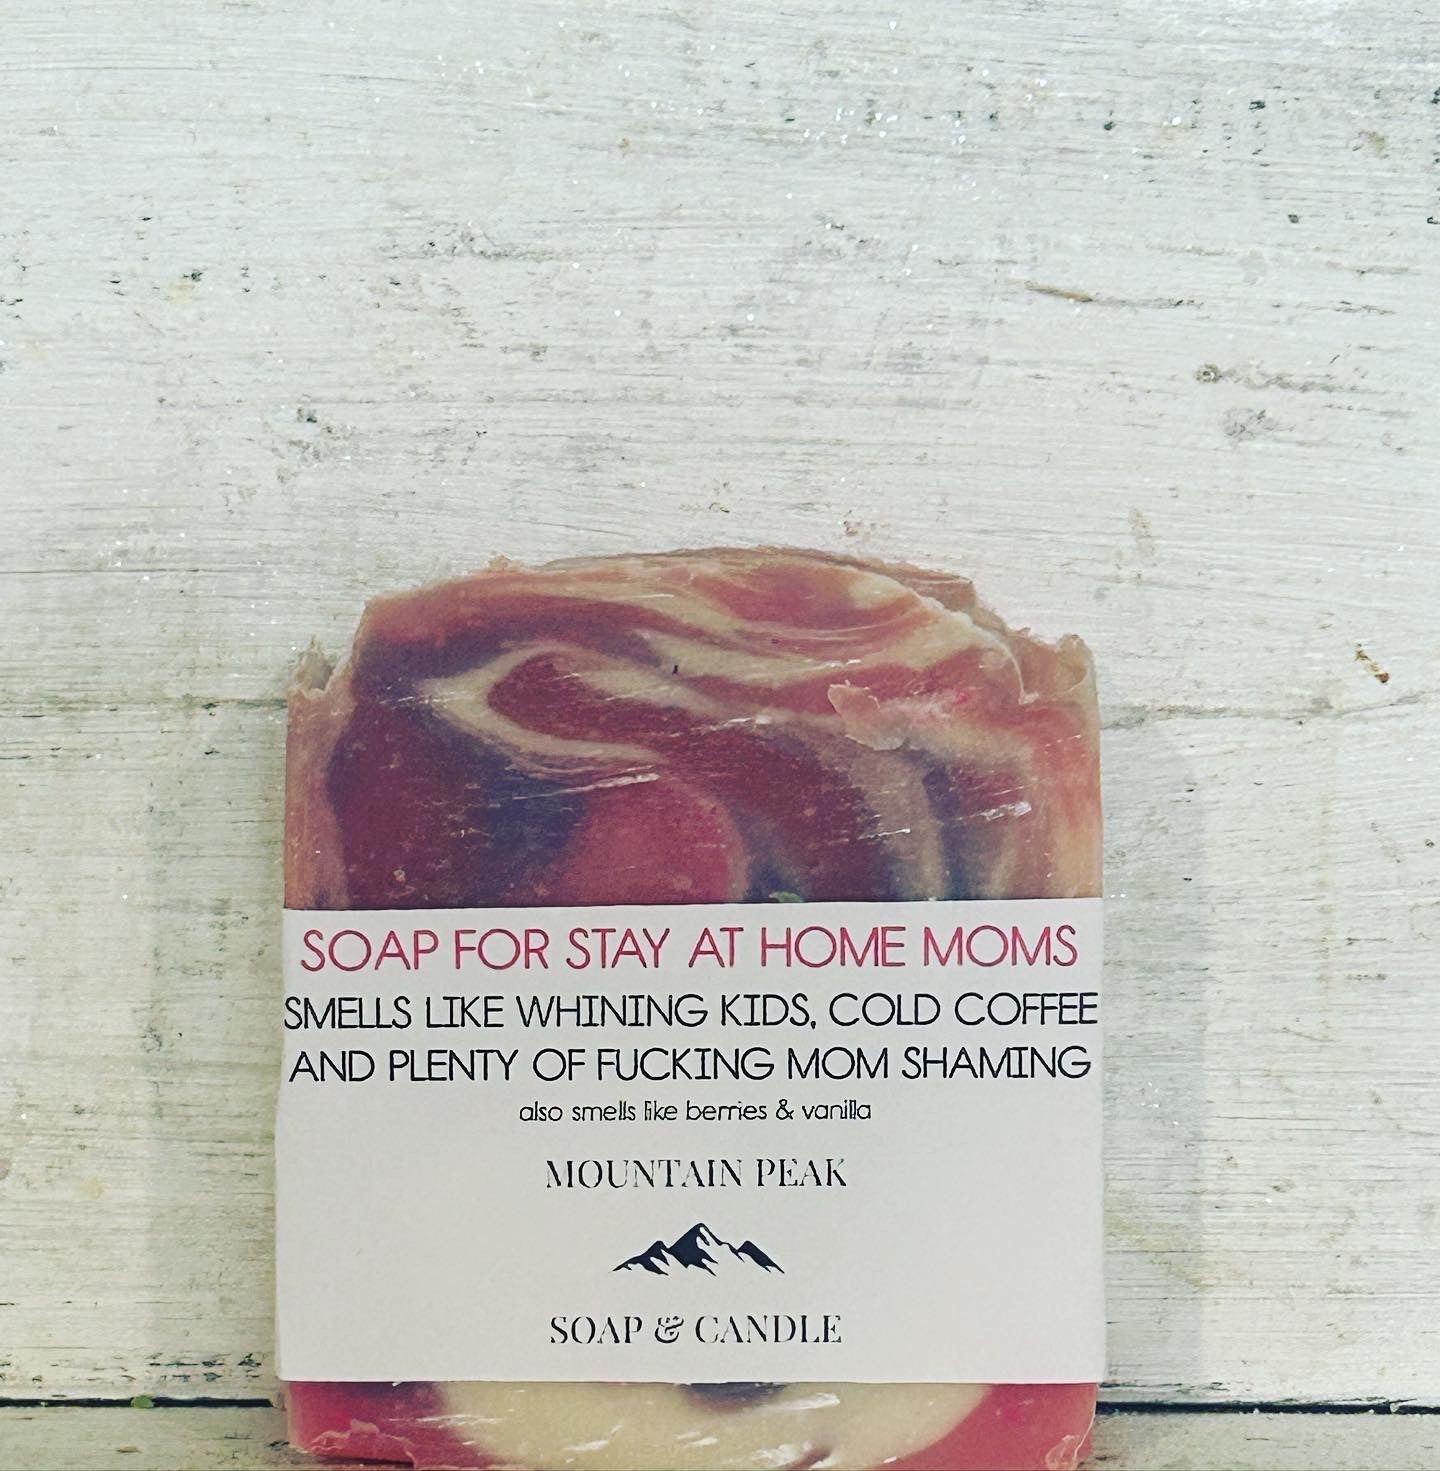 SOAP FOR STAY AT HOME MOMS
SMELLS LIKE WHINING KIDS, COLD COFFEE
AND PLENTY OF FUCKING MOM SHAMING
also smells like berries & vanilla
MOUNTAIN PEAK
SOAP & CANDLE